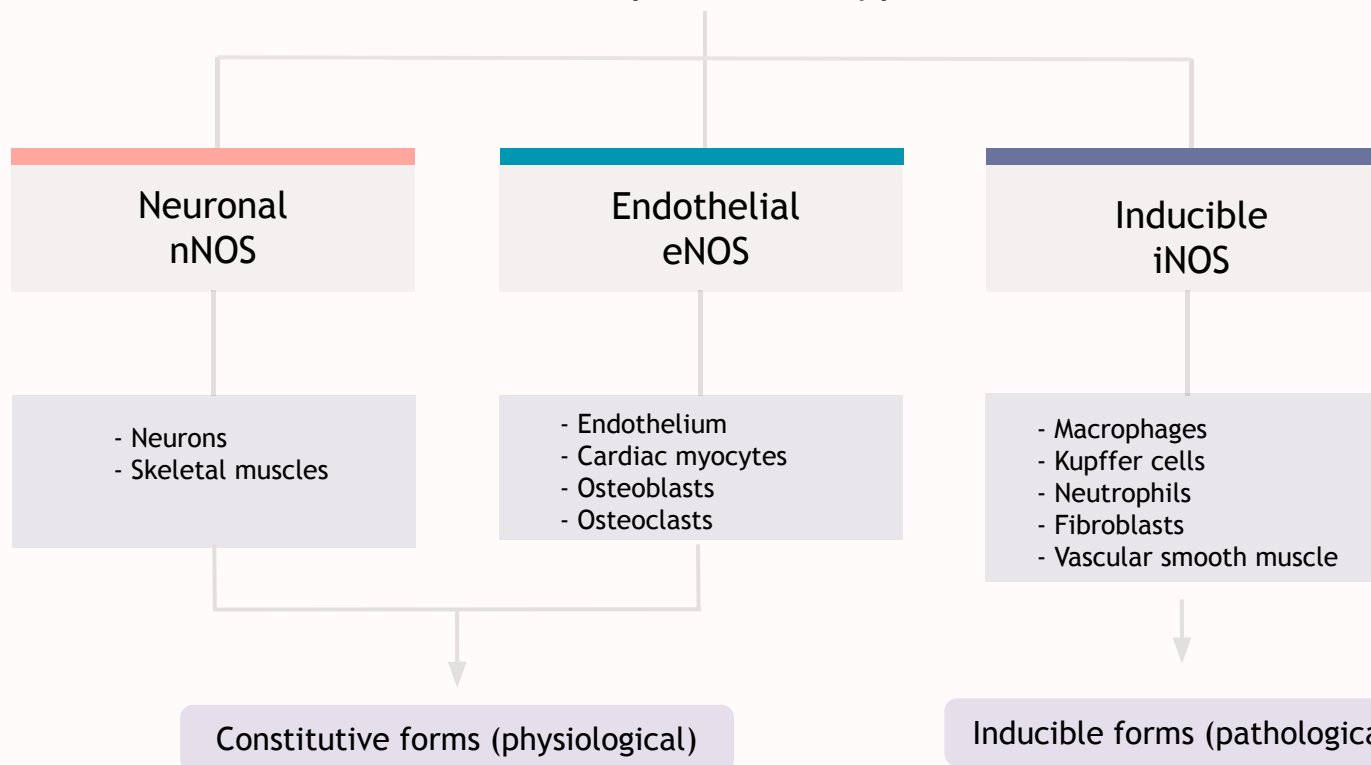 Neuronal
nNOS
Endothelial
eNOS
Inducible
iNOS
- Neurons
- Skeletal muscles
- Endothelium
- Cardiac myocytes
- Osteoblasts
- Osteoclasts
- Macrophages
- Kupffer cells
- Neutrophils
- Fibroblasts
- Vascular smooth muscle
Constitutive forms (physiological)
Inducible forms